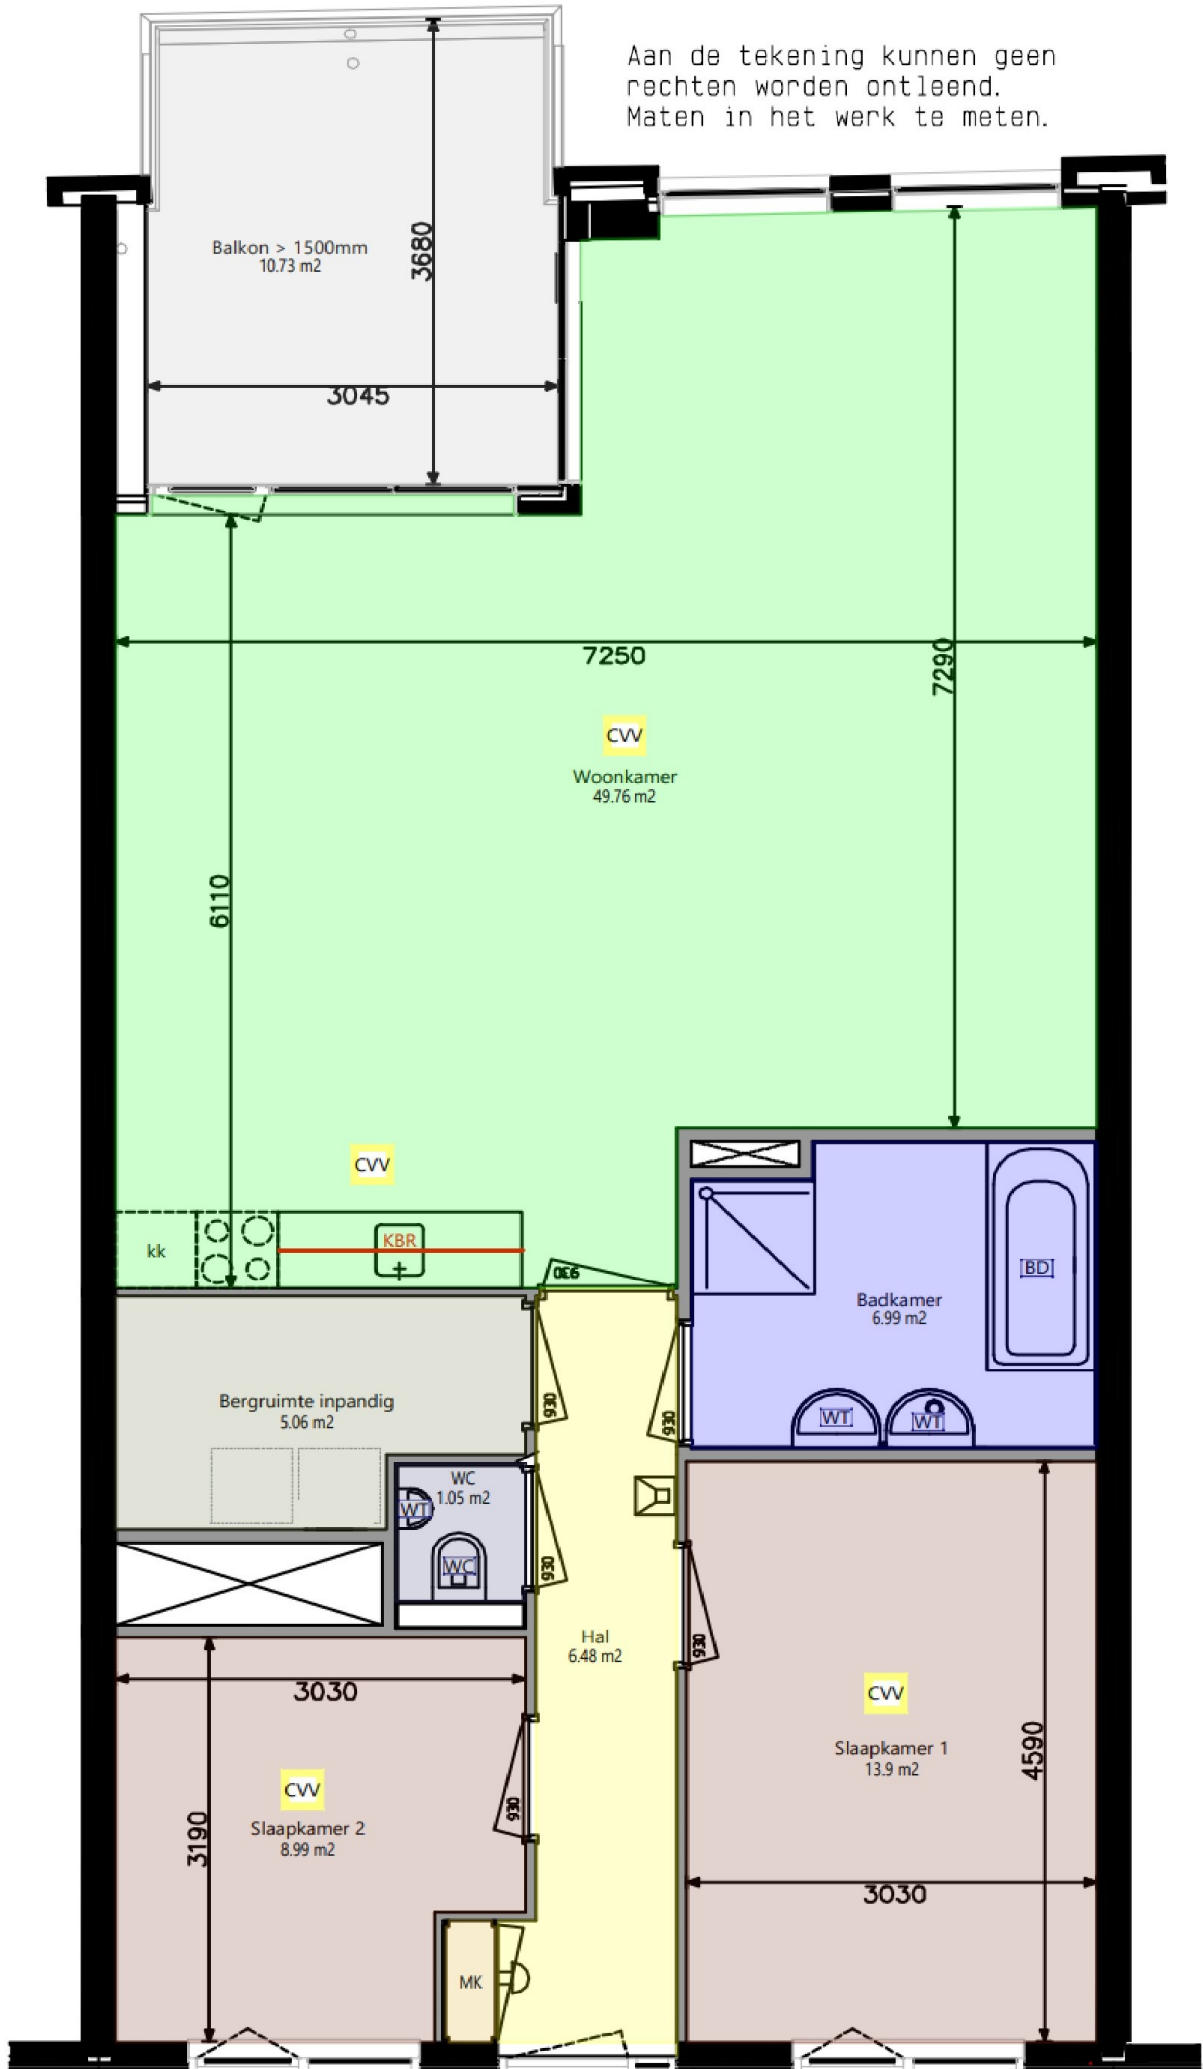 Aan de tekening kunnen geen
rechten worden ontleend.
Maten in het werk te meten.
Balkon > 1500mm
10.73 m2
3680
3045
7250
7290
CVV
Woonkamer
49.76 m2
6110
CVV
kk
KBR
930
BD
Badkamer
6.99 m2
Bergruimte inpandig
5.06 m2
930
930
WT
WT
WC
1.05 m2
WT
WC
930
Hal
6.48 m2
930
3030
CVV
Slaapkamer 1
13.9 m2
4590
CVV
930
Slaapkamer 2
8.99 m2
3190
3030
MK